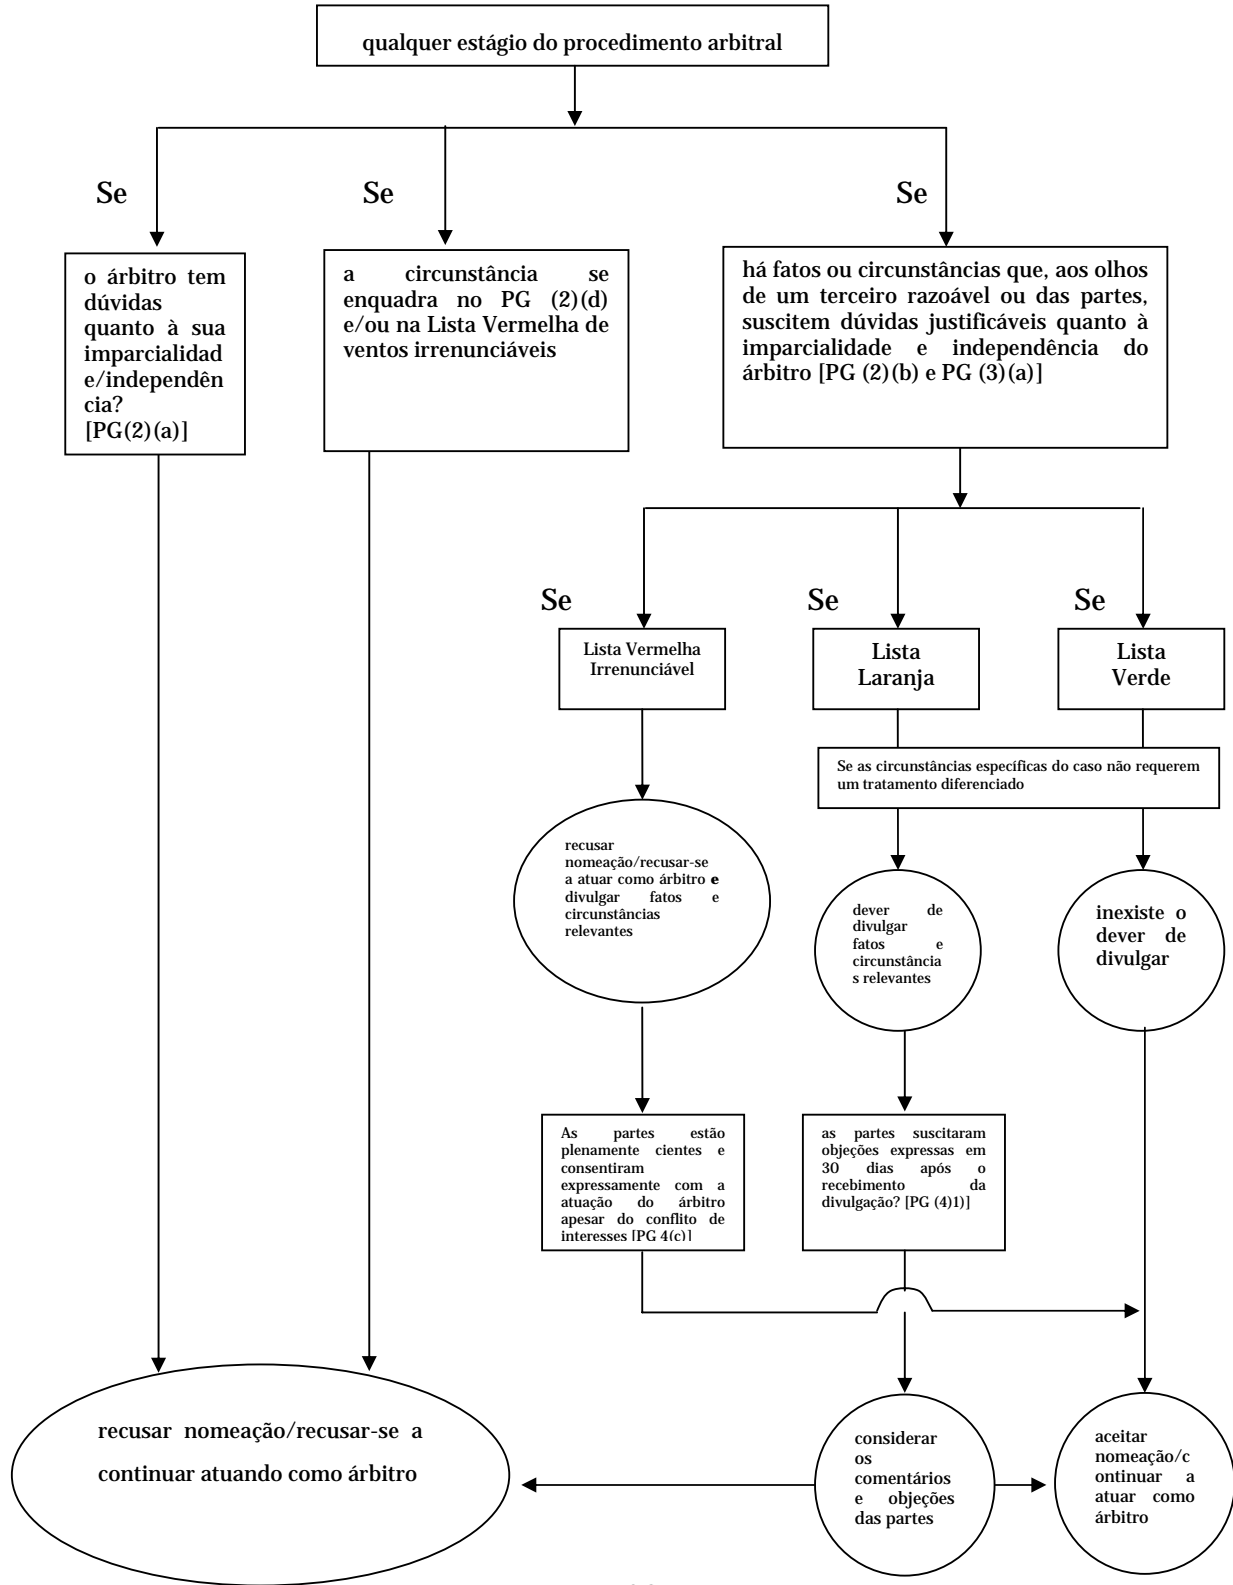 qualquer estágio do procedimento arbitral
Se
Se
Se
o árbitro tem
dúvidas
quanto à sua
imparcialidad
e/independên
cia?
[PG(2)(a)]
a circunstância se
enquadra no PG (2)(d)
e/ou na Lista Vermelha de
ventos irrenunciáveis
há fatos ou circunstâncias que, aos olhos
de um terceiro razoável ou das partes,
suscitem dúvidas justificáveis quanto à
imparcialidade e independência do
árbitro [PG (2)(b) e PG (3)(a)]
Se
Se
Se
Lista Vermelha
Irrenunciável
Lista
Laranja
Lista
Verde
Se as circunstâncias específicas do caso não requerem
um tratamento diferenciado
recusar
nomeação/recusar-se
a atuar como árbitro e
divulgar fatos e
circunstâncias
relevantes
dever de
divulgar
fatos e
circunstância
s relevantes
inexiste o
dever de
divulgar
As partes estão
plenamente cientes e
consentiram
expressamente com a
atuação do árbitro
apesar do conflito de
interesses [PG 4(c)]
as partes suscitaram
objeções expressas em
30 dias após o
recebimento da
divulgação? [PG (4)1)]
recusar nomeação/recusar-se a
continuar atuando como árbitro
considerar
os
comentários
e objeções
das partes
aceitar
nomeação/c
ontinuar a
atuar como
árbitro